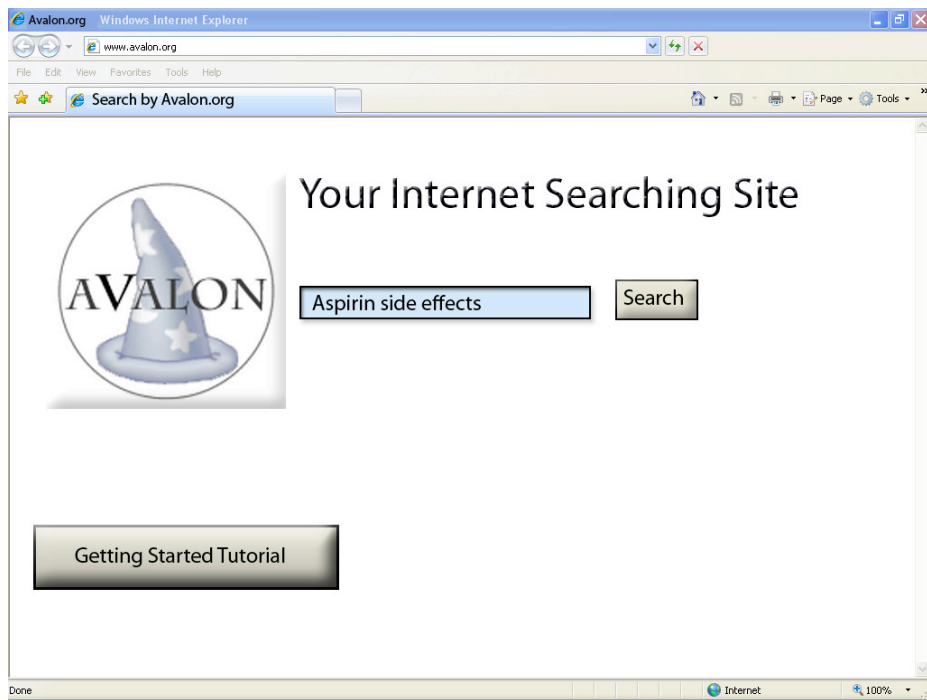 Avalon.org Windows Internet Explorer
www.avalon.org
File Edit View Favorites Tools Help
Search by Avalon.org
Page Tools
Your Internet Searching Site
AVALON
Aspirin side effects
Search
Getting Started Tutorial
Done
Internet
100%